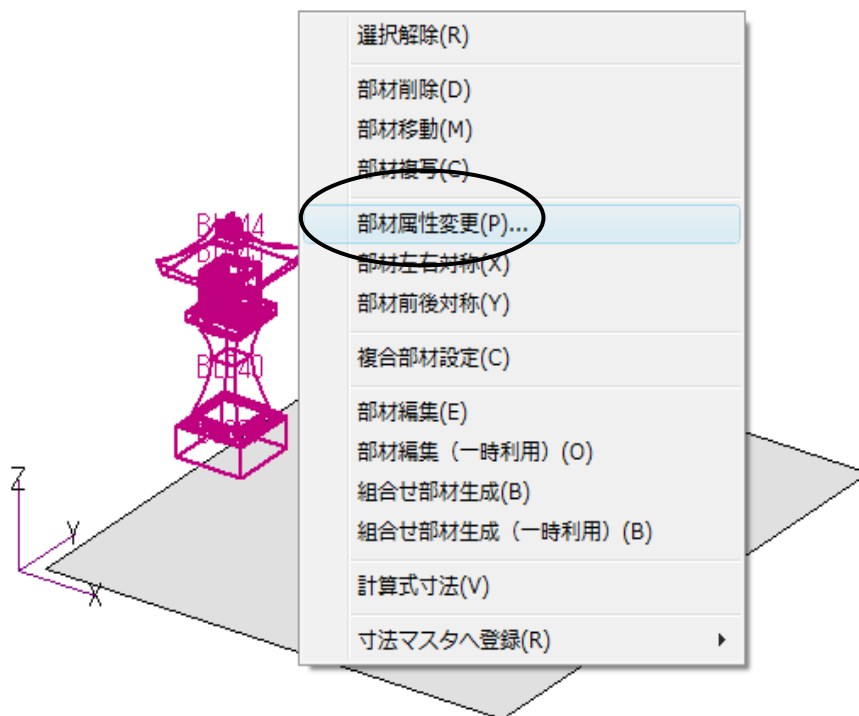 選択解除(R)
部材削除(D)
部材移動(M)
部材複写(C)
部材属性変更(P)...
部材左右対称(X)
部材前後対称(Y)
複合部材設定(C)
部材編集(E)
部材編集（一時利用）(O)
組合せ部材生成(B)
組合せ部材生成（一時利用）(B)
計算式寸法(V)
寸法マスタへ登録(R)
Z
Y
X